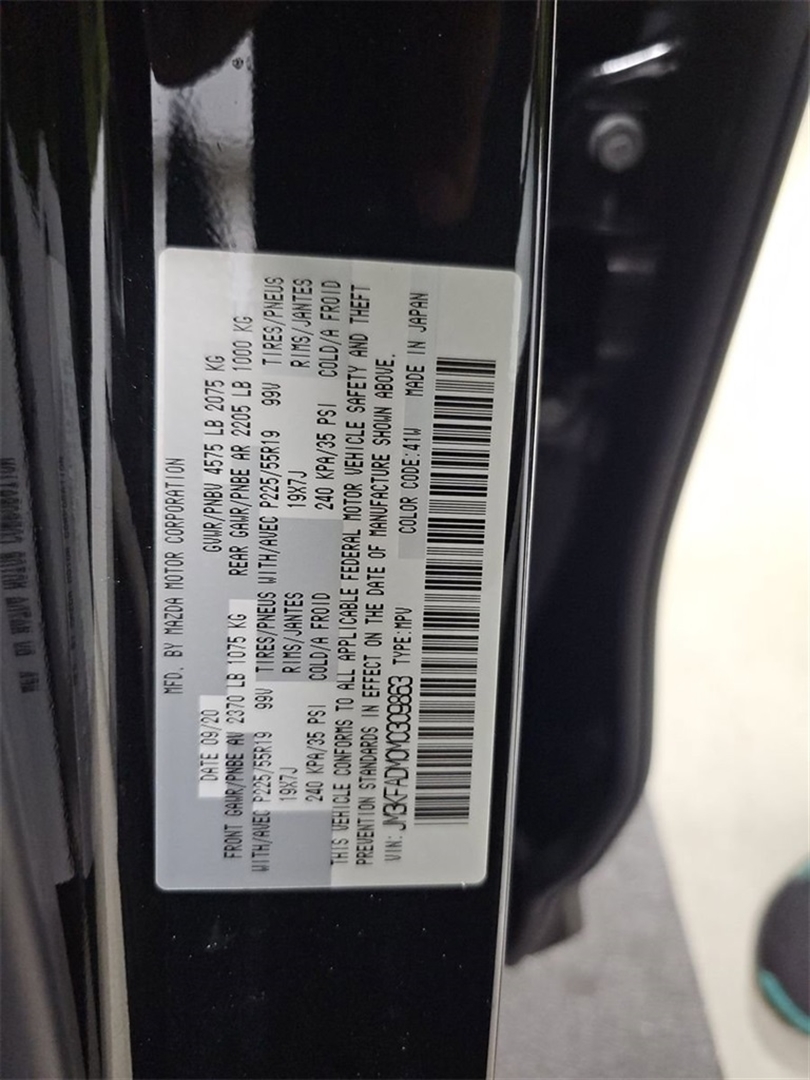 MFD. BY MAZDA MOTOR CORPORATION
DATE 09/20 GVWR/PNBV 4575 LB 2075 KG
FRONT GAWR/PNBE AV 2370 LB 1075 KG REAR GAWR/PNBE AR 2205 LB 1000 KG
WITH/AVEC P225/55R19 99V TIRES/PNEUS WITH/AVEC P225/55R19 99V TIRES/PNEUS
19X7J RIMS/JANTES 19X7J RIMS/JANTES
240 KPA/35 PSI COLD/A FROID 240 KPA/35 PSI COLD/A FROID
THIS VEHICLE CONFORMS TO ALL APPLICABLE FEDERAL MOTOR VEHICLE SAFETY AND THEFT
PREVENTION STANDARDS IN EFFECT ON THE DATE OF MANUFACTURE SHOWN ABOVE.
VIN: JM3KFADM0M0309863 TYPE:MPV COLOR CODE:41W MADE IN JAPAN